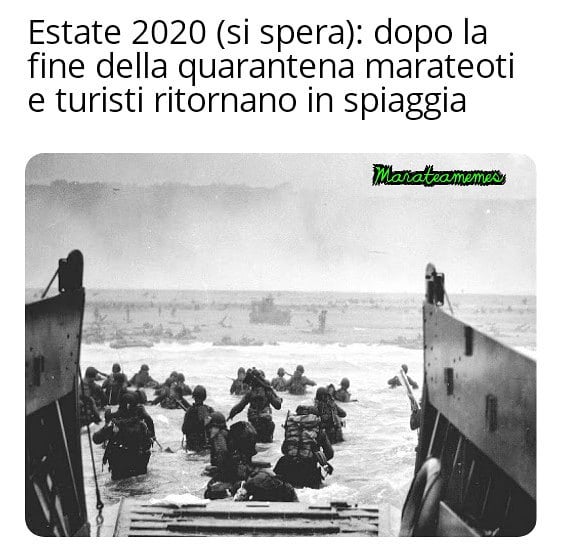 Estate 2020 (si spera): dopo la
fine della quarantena marateoti
e turisti ritornano in spiaggia
Marateamemes